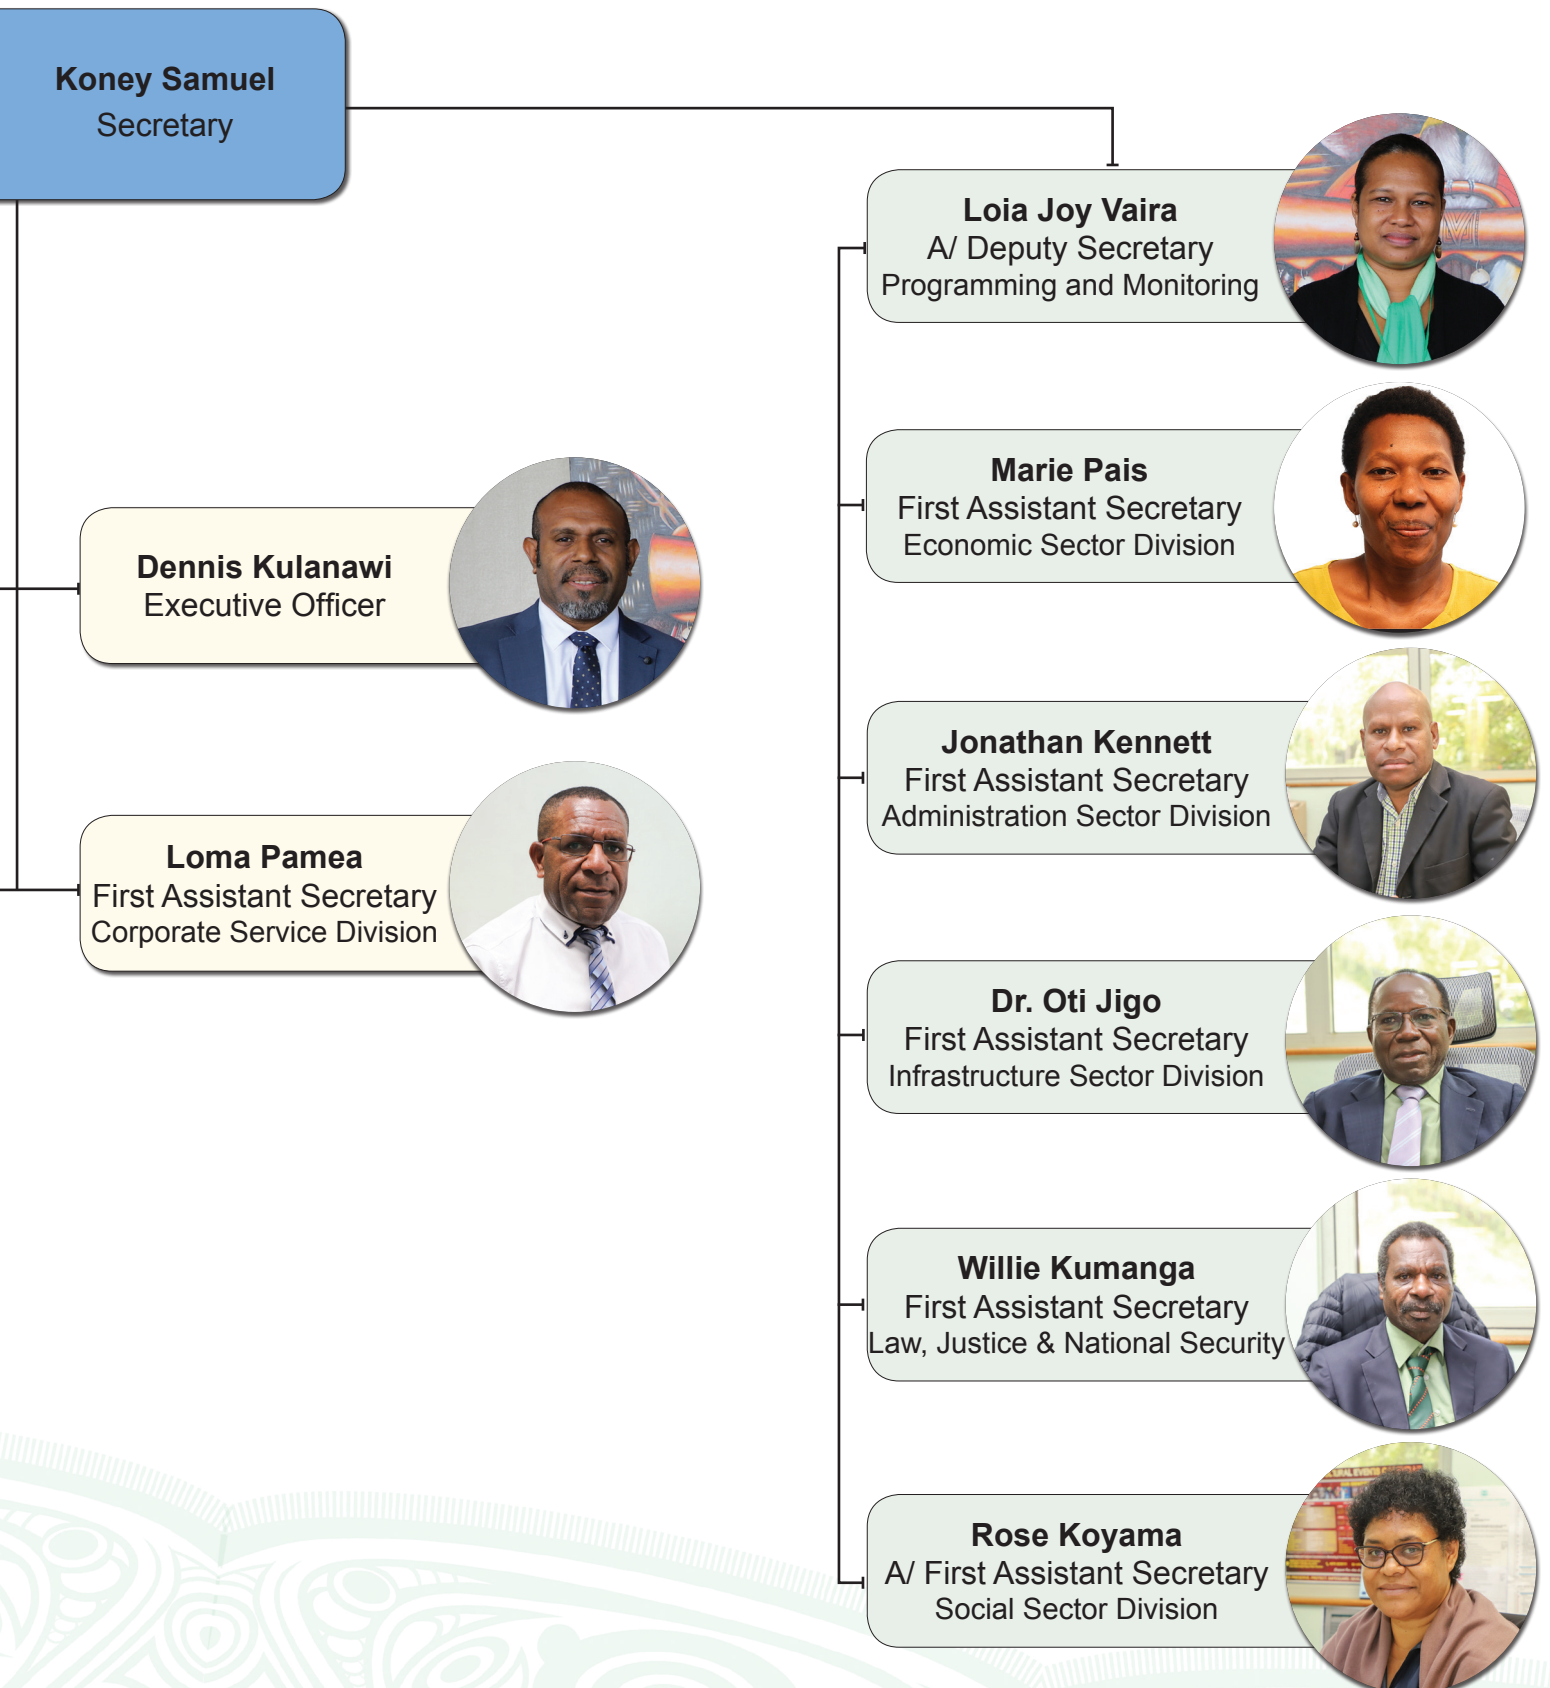 Koney Samuel
Secretary
Loia Joy Vaira
A/ Deputy Secretary
Programming and Monitoring
Marie Pais
First Assistant Secretary
Economic Sector Division
Dennis Kulanawi
Executive Officer
Jonathan Kennett
First Assistant Secretary
Administration Sector Division
Loma Pamea
First Assistant Secretary
Corporate Service Division
Dr. Oti Jigo
First Assistant Secretary
Infrastructure Sector Division
Willie Kumanga
First Assistant Secretary
Law, Justice & National Security
Rose Koyama
A/ First Assistant Secretary
Social Sector Division